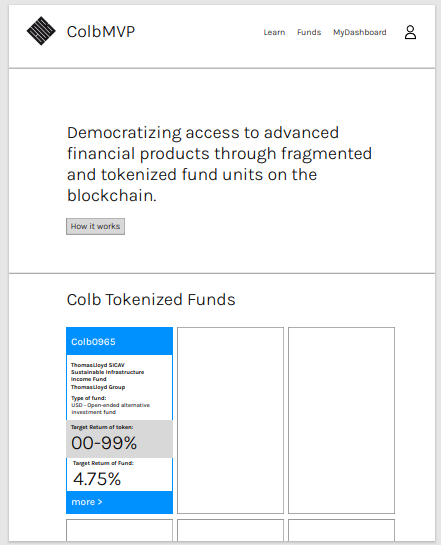 ColbMVP
Learn Funds MyDashboard
Democratizing access to advanced
financial products through fragmented
and tokenized fund units on the
blockchain.
How it works
Colb Tokenized Funds
Colb0965
ThomasLloyd SICAV
Sustainable Infrastructure
Income Fund
ThomasLloyd Group
Type of fund:
USD - Open-ended alternative
investment fund
Target Return of token:
00-99%
Target Return of Fund:
4.75%
more >